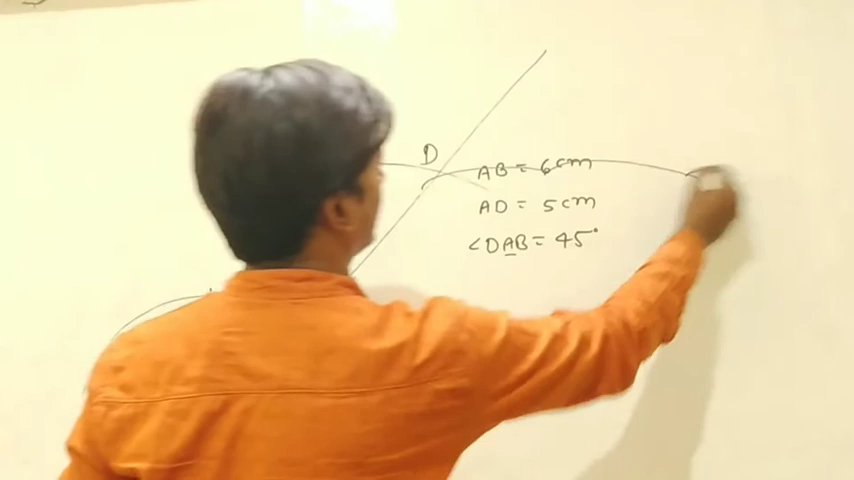 D
AB = 6cm
AD = 5cm
<DAB = 45°